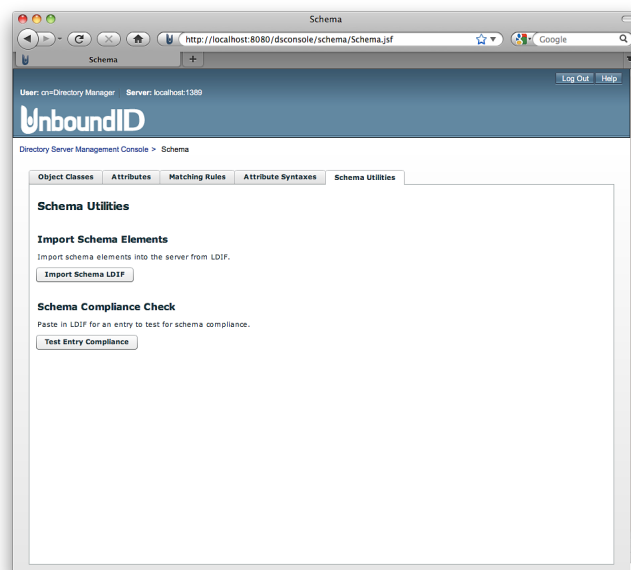 Schema
http://localhost:8080/dsconsole/schema/Schema.jsf
Google
Schema
+
Log Out Help
User: cn=Directory Manager Server: localhost:1389
UnboundID
Directory Server Management Console > Schema
Object Classes Attributes Matching Rules Attribute Syntaxes Schema Utilities
Schema Utilities
Import Schema Elements
Import schema elements into the server from LDIF.
Import Schema LDIF
Schema Compliance Check
Paste in LDIF for an entry to test for schema compliance.
Test Entry Compliance